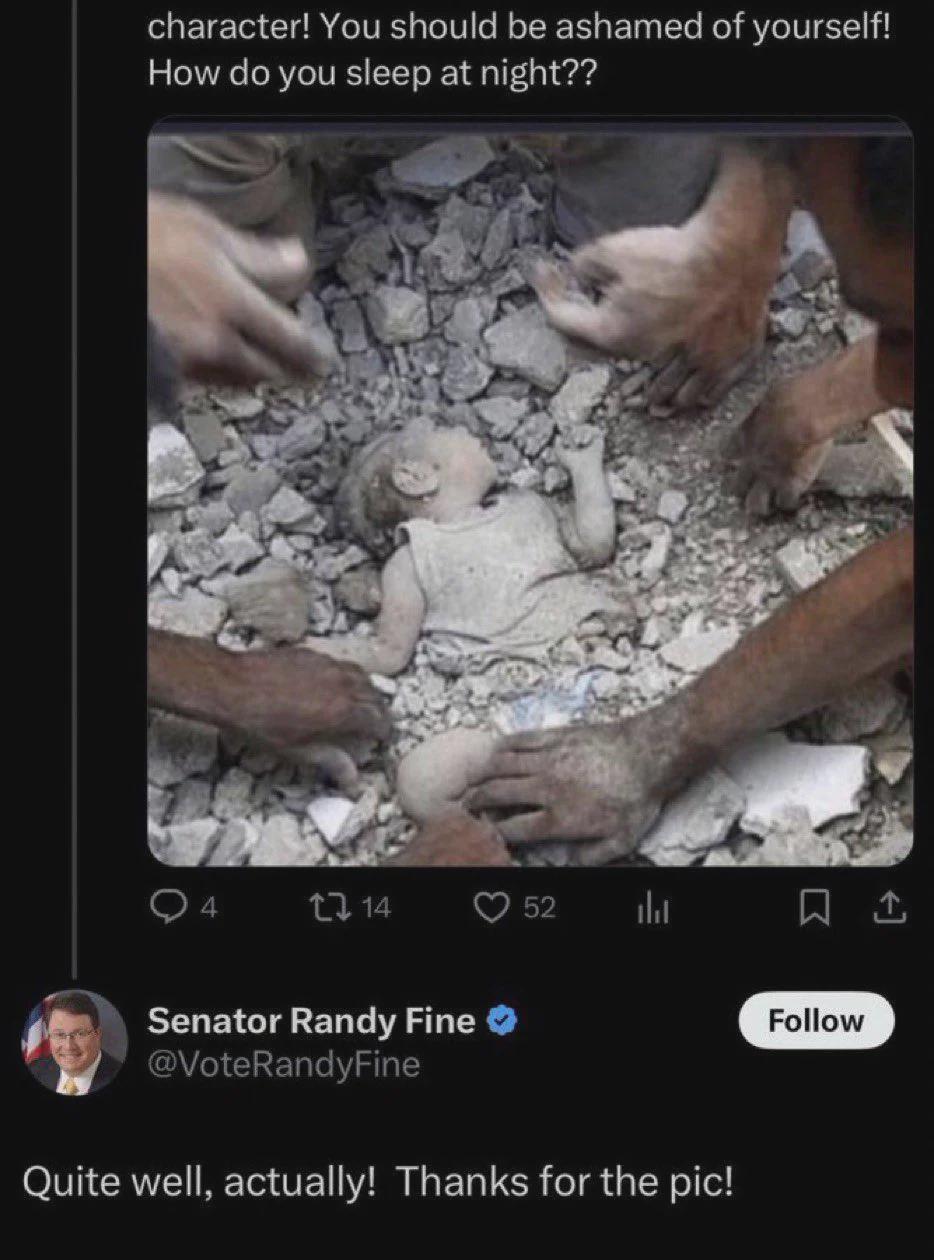 character! You should be ashamed of yourself!
How do you sleep at night??
4
14
52
Senator Randy Fine
Follow
@VoteRandyFine
Quite well, actually! Thanks for the pic!